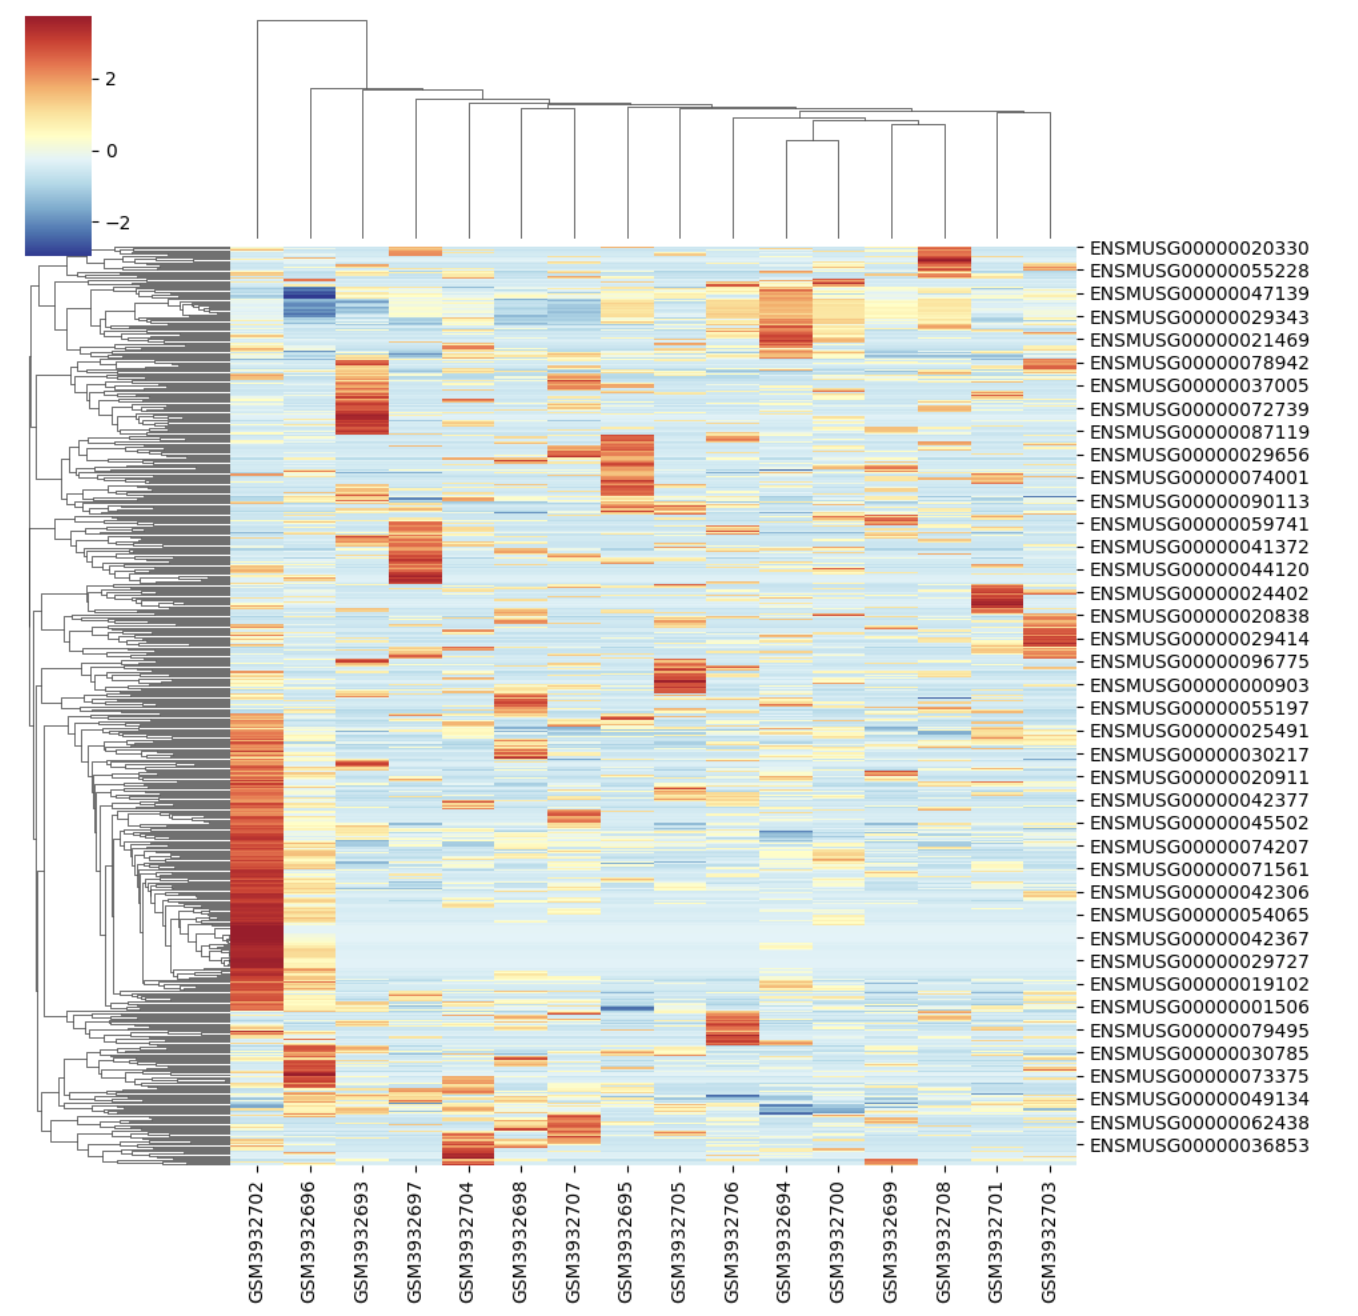 2
0
−2
ENSMUSG00000020330
ENSMUSG00000055228
ENSMUSG00000047139
ENSMUSG00000029343
ENSMUSG00000021469
ENSMUSG00000078942
ENSMUSG00000037005
ENSMUSG00000072739
ENSMUSG00000087119
ENSMUSG00000029656
ENSMUSG00000074001
ENSMUSG00000090113
ENSMUSG00000059741
ENSMUSG00000041372
ENSMUSG00000044120
ENSMUSG00000024402
ENSMUSG00000020838
ENSMUSG00000029414
ENSMUSG00000096775
ENSMUSG00000000903
ENSMUSG00000055197
ENSMUSG00000025491
ENSMUSG00000030217
ENSMUSG00000020911
ENSMUSG00000042377
ENSMUSG00000045502
ENSMUSG00000074207
ENSMUSG00000071561
ENSMUSG00000042306
ENSMUSG00000054065
ENSMUSG00000042367
ENSMUSG00000029727
ENSMUSG00000019102
ENSMUSG00000001506
ENSMUSG00000079495
ENSMUSG00000030785
ENSMUSG00000073375
ENSMUSG00000049134
ENSMUSG00000062438
ENSMUSG00000036853
GSM3932702
GSM3932696
GSM3932693
GSM3932697
GSM3932704
GSM3932698
GSM3932707
GSM3932695
GSM3932705
GSM3932706
GSM3932694
GSM3932700
GSM3932699
GSM3932708
GSM3932701
GSM3932703